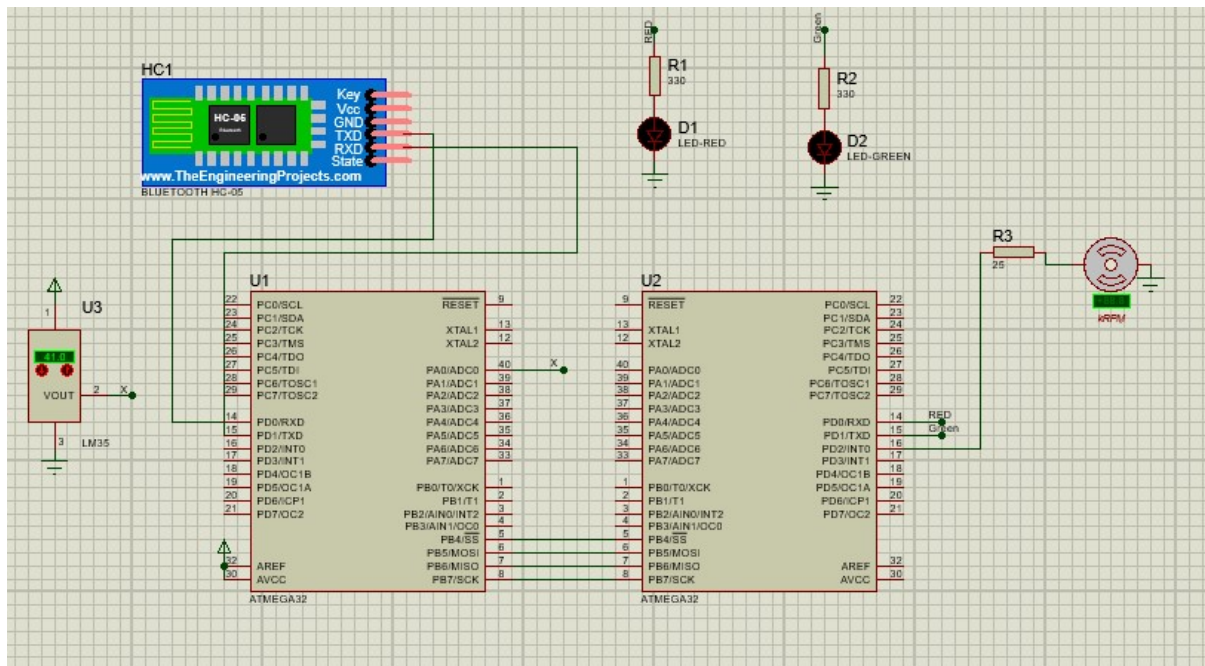 RED
Green
HC1
Key
Vcc
GND
TXD
RXD
State
HC-05
www.TheEngineeringProjects.com
BLUETOOTH HC-05
R1
330
D1
LED-RED
R2
330
D2
LED-GREEN
R3
25
kRPM
U3
1
41.0
VOUT
2
X
3
LM35
U1
22 PC0/SCL
23 PC1/SDA
24 PC2/TCK
25 PC3/TMS
26 PC4/TDO
27 PC5/TDI
28 PC6/TOSC1
29 PC7/TOSC2
14 PD0/RXD
15 PD1/TXD
16 PD2/INT0
17 PD3/INT1
18 PD4/OC1B
19 PD5/OC1A
20 PD6/ICP1
21 PD7/OC2
32 AREF
30 AVCC
RESET 9
XTAL1 13
XTAL2 12
PA0/ADC0 40
X
PA1/ADC1 39
PA2/ADC2 38
PA3/ADC3 37
PA4/ADC4 36
PA5/ADC5 35
PA6/ADC6 34
PA7/ADC7 33
PB0/T0/XCK 1
PB1/T1 2
PB2/AIN0/INT2 3
PB3/AIN1/OC0 4
PB4/SS 5
PB5/MOSI 6
PB6/MISO 7
PB7/SCK 8
ATMEGA32
U2
9 RESET
13 XTAL1
12 XTAL2
40 PA0/ADC0
39 PA1/ADC1
38 PA2/ADC2
37 PA3/ADC3
36 PA4/ADC4
35 PA5/ADC5
34 PA6/ADC6
33 PA7/ADC7
1 PB0/T0/XCK
2 PB1/T1
3 PB2/AIN0/INT2
4 PB3/AIN1/OC0
5 PB4/SS
6 PB5/MOSI
7 PB6/MISO
8 PB7/SCK
PC0/SCL 22
PC1/SDA 23
PC2/TCK 24
PC3/TMS 25
PC4/TDO 26
PC5/TDI 27
PC6/TOSC1 28
PC7/TOSC2 29
PD0/RXD 14
RED
PD1/TXD 15
Green
PD2/INT0 16
PD3/INT1 17
PD4/OC1B 18
PD5/OC1A 19
PD6/ICP1 20
PD7/OC2 21
AREF 32
AVCC 30
ATMEGA32